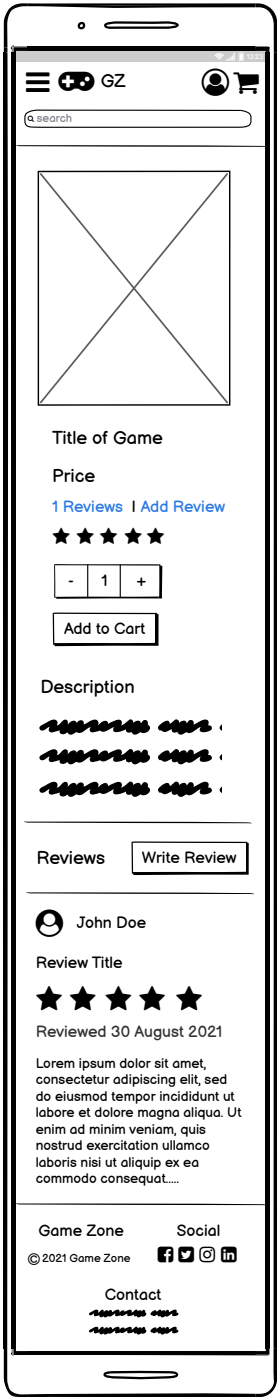 13:23
GZ
search
Title of Game
Price
1 Reviews | Add Review
- 1 +
Add to Cart
Description
Reviews Write Review
John Doe
Review Title
Reviewed 30 August 2021
Lorem ipsum dolor sit amet,
consectetur adipiscing elit, sed
do eiusmod tempor incididunt ut
labore et dolore magna aliqua. Ut
enim ad minim veniam, quis
nostrud exercitation ullamco
laboris nisi ut aliquip ex ea
commodo consequat.....
Game Zone Social
© 2021 Game Zone
Contact